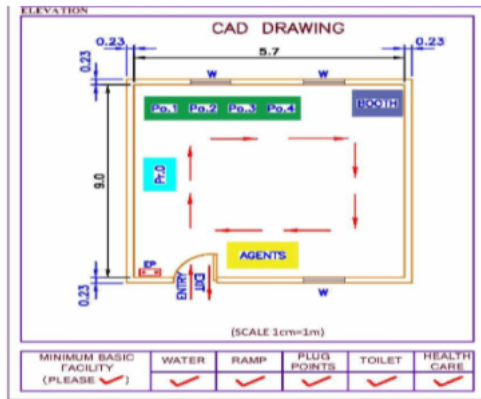 ELEVATION
CAD DRAWING
0.23
5.7
0.23
0.23
W
W
Po.1 Po.2 Po.3 Po.4
BOOTH
9.0
Pr.0
AGENTS
EP
ENTRY
EXIT
0.23
W
(SCALE 1cm=1m)
MINIMUM BASIC FACILITY (PLEASE ✓)
WATER
RAMP
PLUG POINTS
TOILET
HEALTH CARE